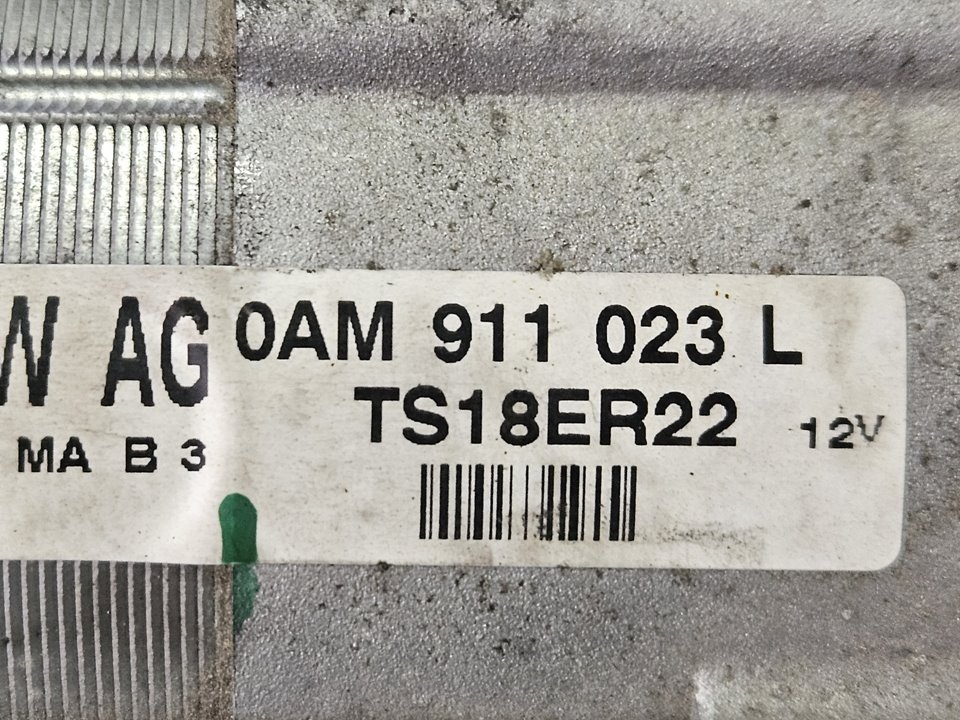 W AG 0AM 911 023 L
TS18ER22 12V
MA B 3